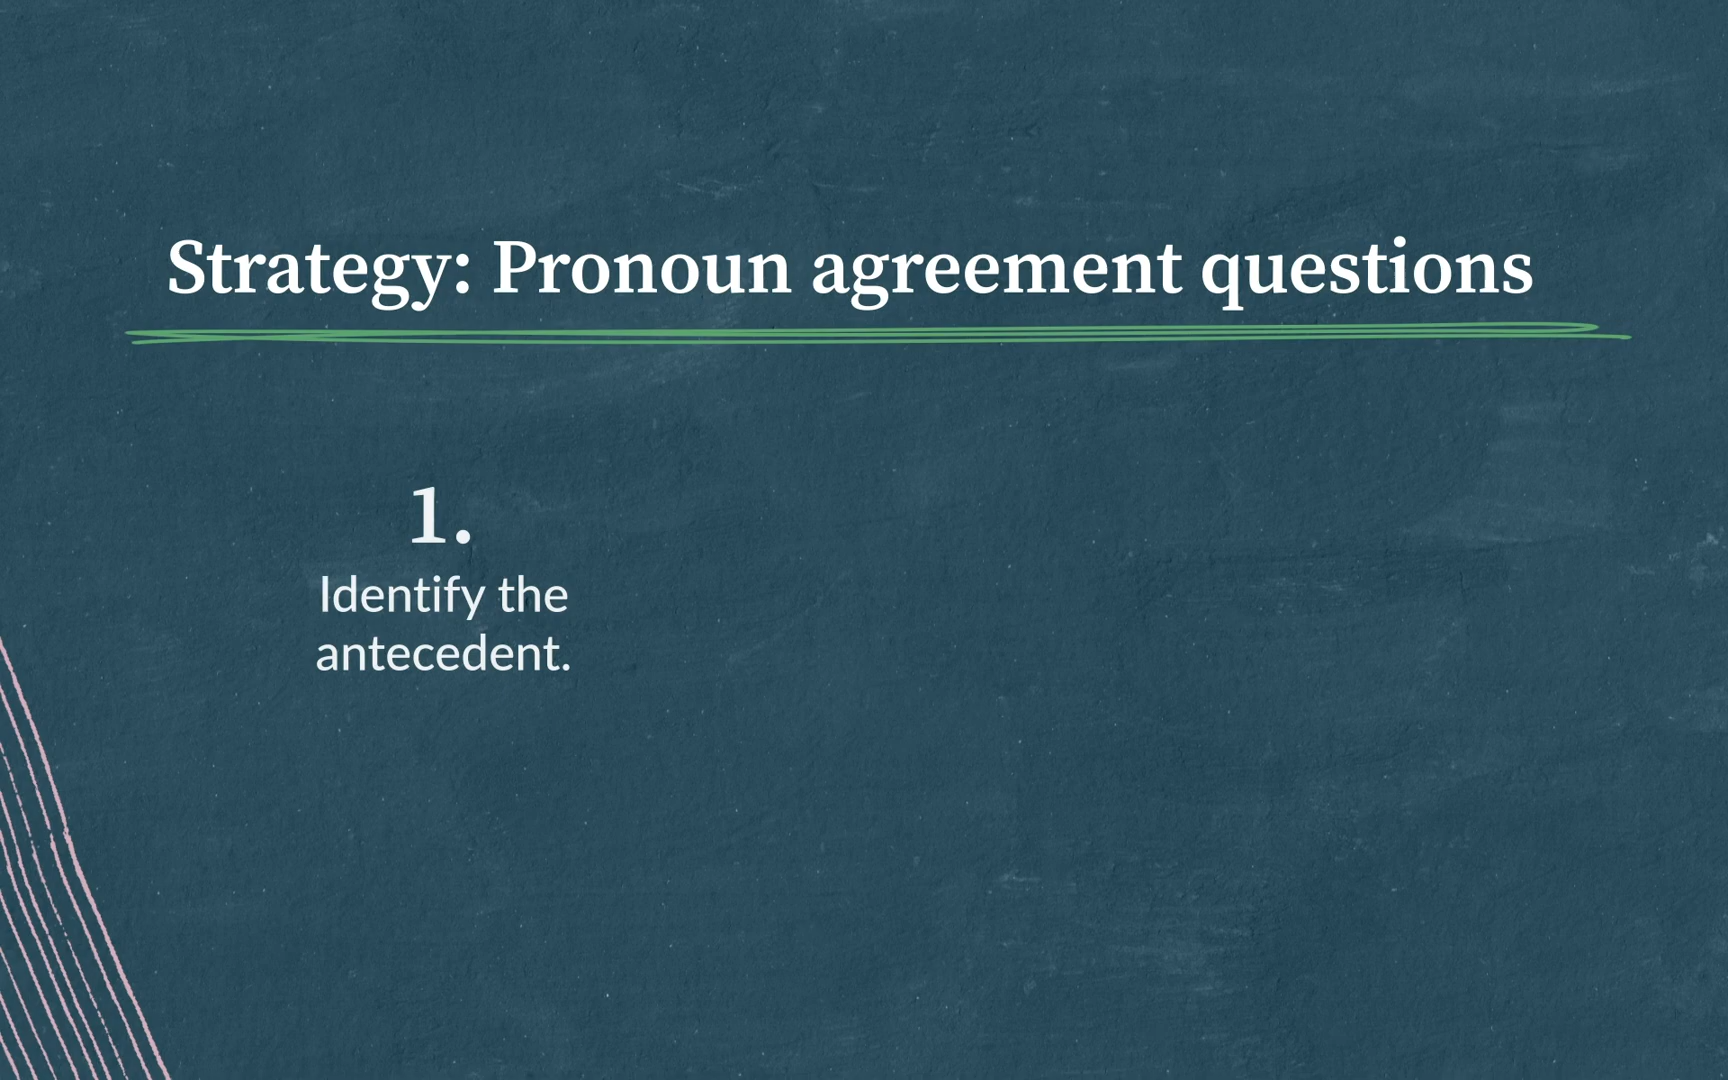 Strategy: Pronoun agreement questions
1.
Identify the
antecedent.